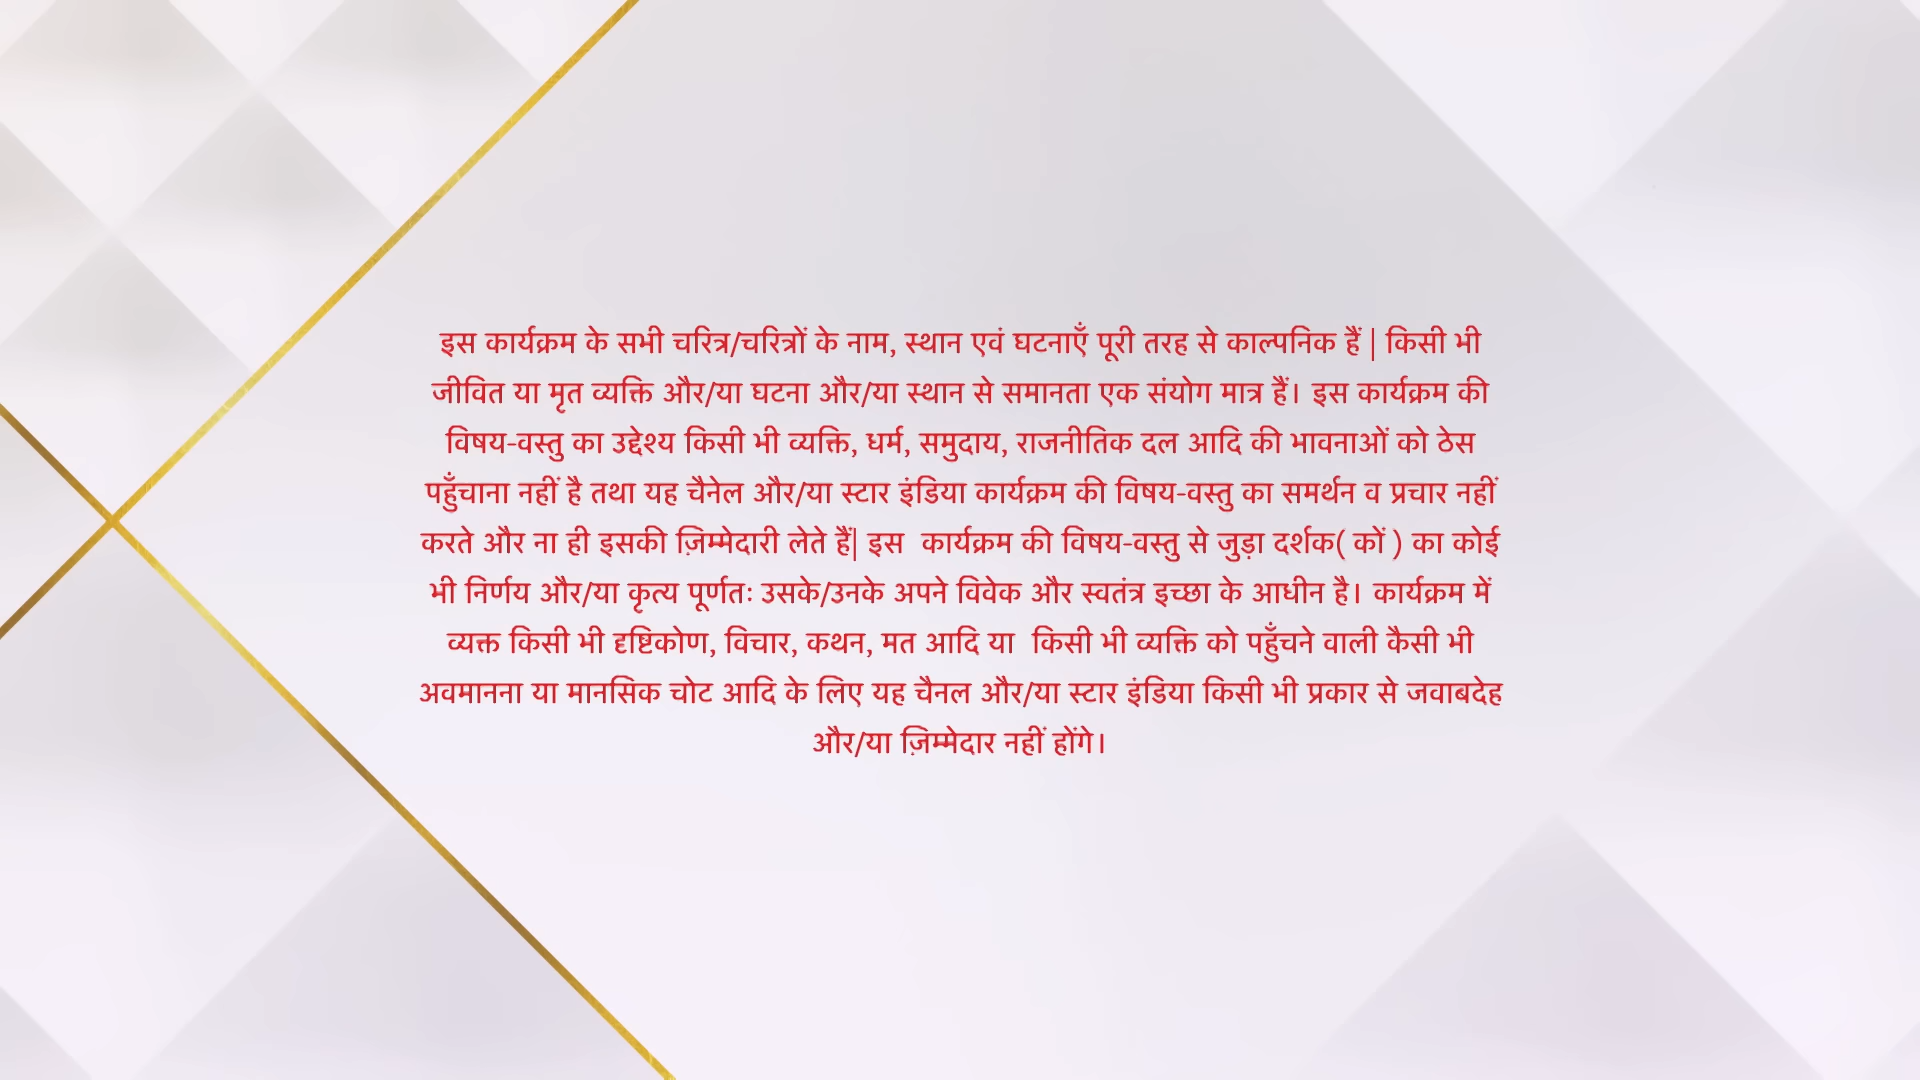 इस कार्यक्रम के सभी चरित्र/चरित्रों के नाम, स्थान एवं घटनाएँ पूरी तरह से काल्पनिक हैं | किसी भी
जीवित या मृत व्यक्ति और/या घटना और/या स्थान से समानता एक संयोग मात्र हैं। इस कार्यक्रम की
विषय-वस्तु का उद्देश्य किसी भी व्यक्ति, धर्म, समुदाय, राजनीतिक दल आदि की भावनाओं को ठेस
पहुँचाना नहीं है तथा यह चैनेल और/या स्टार इंडिया कार्यक्रम की विषय-वस्तु का समर्थन व प्रचार नहीं
करते और ना ही इसकी ज़िम्मेदारी लेते हैं| इस  कार्यक्रम की विषय-वस्तु से जुड़ा दर्शक( कों ) का कोई
भी निर्णय और/या कृत्य पूर्णतः उसके/उनके अपने विवेक और स्वतंत्र इच्छा के आधीन है। कार्यक्रम में
व्यक्त किसी भी दृष्टिकोण, विचार, कथन, मत आदि या  किसी भी व्यक्ति को पहुँचने वाली कैसी भी
अवमानना या मानसिक चोट आदि के लिए यह चैनल और/या स्टार इंडिया किसी भी प्रकार से जवाबदेह
और/या ज़िम्मेदार नहीं होंगे।